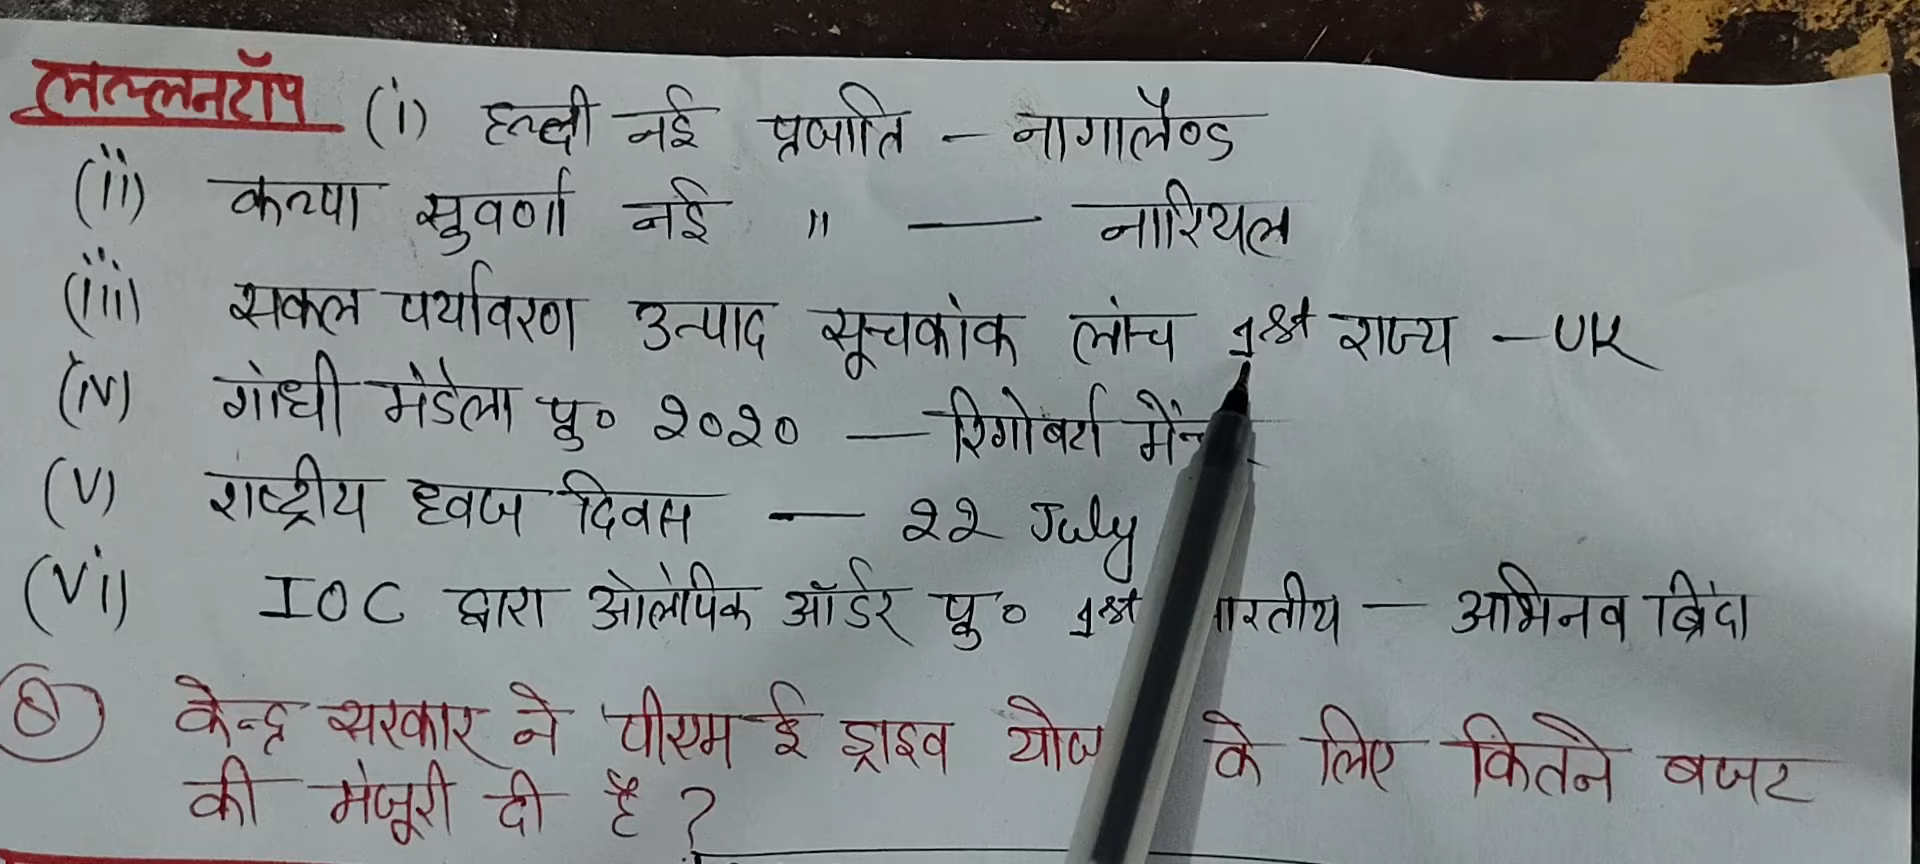 लल्लनटॉप (i) हल्दी नई प्रजाति – नागालैण्ड
(ii) कल्पा सुवर्णा नई " — नारियल
(iii) सकल पर्यावरण उत्पाद सूचकांक लांच 1st राज्य – UK
(iv) गांधी मंडेला पु० 2020 — रिगोबर्टा
(v) राष्ट्रीय ध्वज दिवस — 22 July
(vi) IOC द्वारा ओलंपिक ऑर्डर पु० 1st — अभिनव ब्रिंदा
⑧ केन्द्र सरकार ने पीएम ई ड्राइव के लिए कितने बजट
की मंजूरी दी है ?